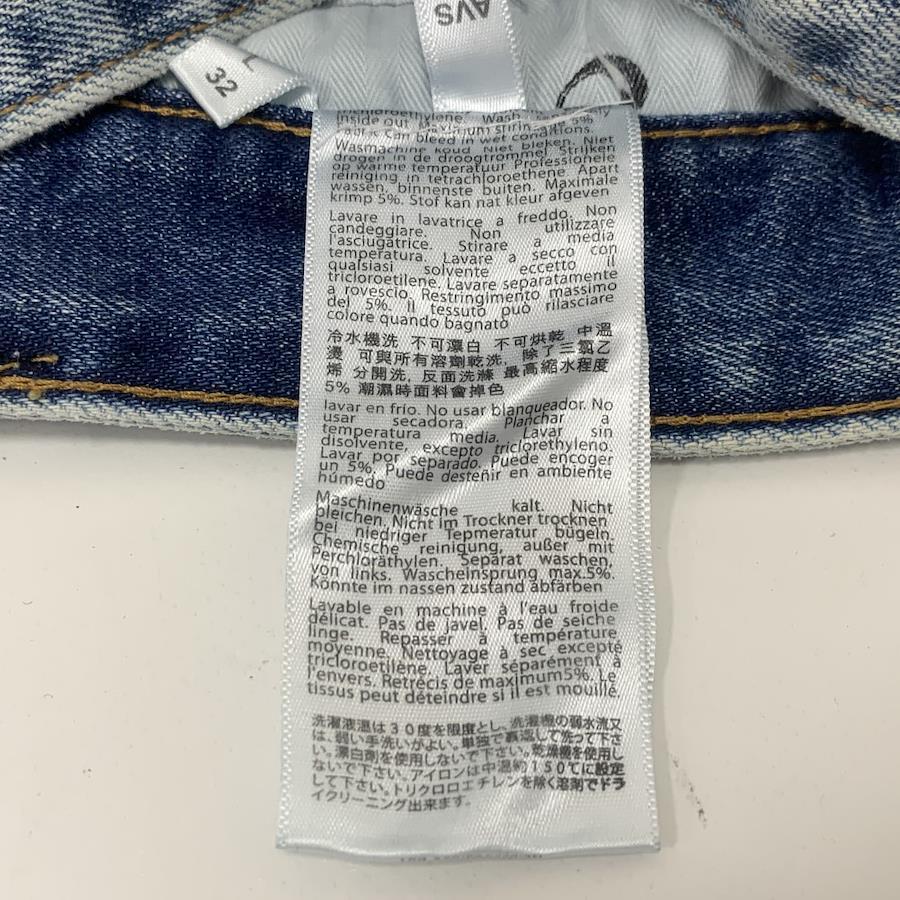 AVS
L
32
inside out. Maximum shrinkage 5%
can bleed in wet conditions.
Wasmachine koud. Niet bleken. Niet
drogen in de droogtrommel. Strijken
op warme temperatuur Professionele
reiniging in tetrachloroethene. Apart
wassen, binnenste buiten. Maximale
krimp 5%. Stof kan nat kleur afgeven
Lavare in lavatrice a freddo. Non
candeggiare. Non utilizzare
l'asciugatrice. Stirare a media
temperatura. Lavare a secco con
qualsiasi solvente eccetto il
tricloroetilene. Lavare separatamente
a rovescio. Restringimento massimo
del 5%. il tessuto può rilasciare
colore quando bagnato
冷水機洗 不可漂白 不可烘乾 中溫
燙 可與所有溶劑乾洗, 除了三氯乙
烯 分開洗, 反面洗滌 最高縮水程度
5% 潮濕時面料會掉色
lavar en frío. No usar blanqueador. No
usar secadora. Planchar a
temperatura media. Lavar sin
disolvente, excepto tricloroethyleno.
Lavar por separado. Puede encoger
un 5%. Puede desteñir en ambiente
húmedo
Maschinenwäsche kalt. Nicht
bleichen. Nicht im Trockner trocknen
bei niedriger Tepmeratur bügeln.
Chemische reinigung, außer mit
Perchloräthylen. Separat waschen,
von links. Wascheinsprung max.5%.
Könnte im nassen zustand abfärben
Lavable en machine à l'eau froide
délicat. Pas de javel. Pas de seiche
linge. Repasser à température
moyenne. Nettoyage à sec excepté
tricloroetilène. Laver séparément à
l'envers. Retrécis de maximum5%. Le
tissus peut déteindre si il est mouillé.
洗濯液温は30度を限度とし、洗濯機の弱水流又
は、弱い手洗いがよい。単独で裏返して洗って下さ
い。漂白剤を使用しないで下さい。乾燥機を使用し
ないで下さい。アイロンは中温約150℃に設定
して下さい。トリクロロエチレンを除く溶剤でドラ
イクリーニング出来ます。